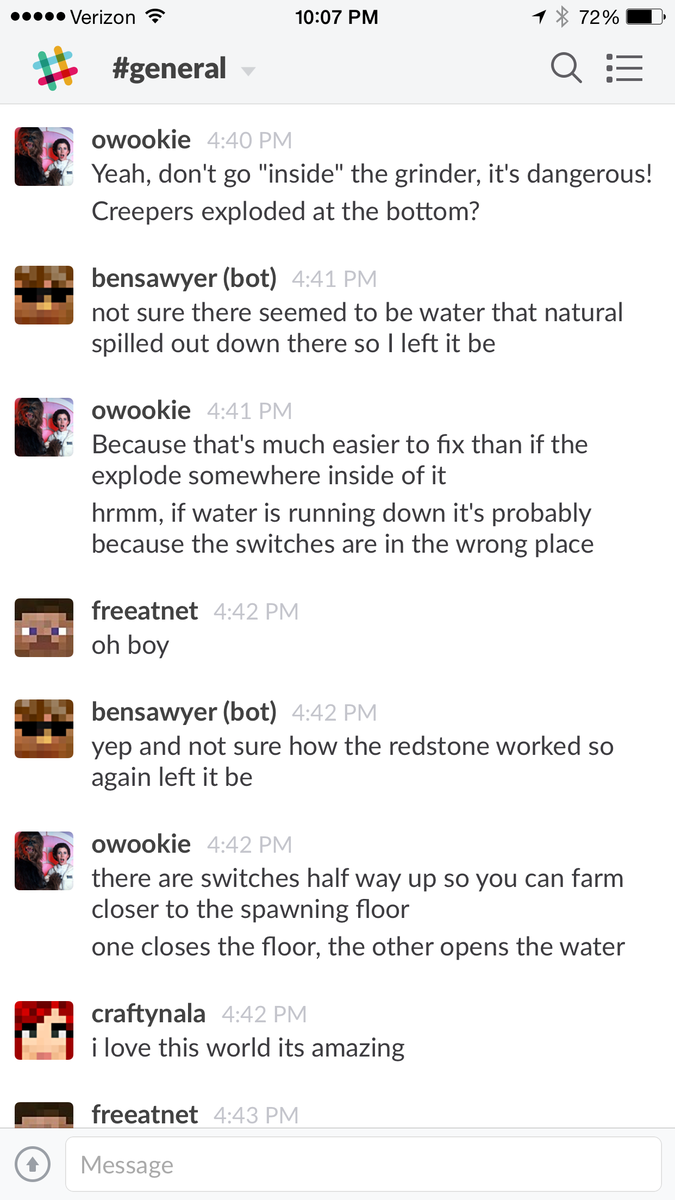 Verizon 10:07 PM 72%
#general
owookie 4:40 PM
Yeah, don't go "inside" the grinder, it's dangerous!
Creepers exploded at the bottom?
bensawyer (bot) 4:41 PM
not sure there seemed to be water that natural
spilled out down there so I left it be
owookie 4:41 PM
Because that's much easier to fix than if the
explode somewhere inside of it
hrmm, if water is running down it's probably
because the switches are in the wrong place
freeatnet 4:42 PM
oh boy
bensawyer (bot) 4:42 PM
yep and not sure how the redstone worked so
again left it be
owookie 4:42 PM
there are switches half way up so you can farm
closer to the spawning floor
one closes the floor, the other opens the water
craftynala 4:42 PM
i love this world its amazing
freeatnet 4:43 PM
Message